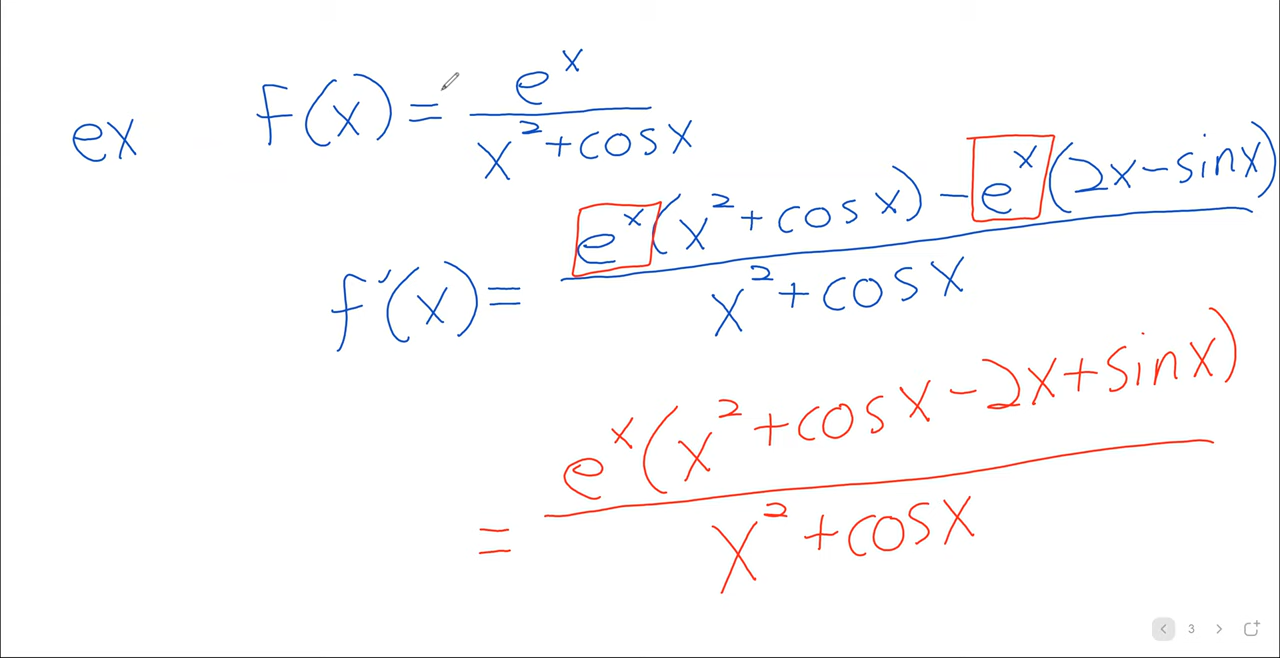 ex f(x) = e^x / (x^2 + cos x)
f'(x) = (e^x (x^2 + cos x) - e^x (2x - sin x)) / (x^2 + cos x)
= e^x (x^2 + cos x - 2x + sin x) / (x^2 + cos x)
3